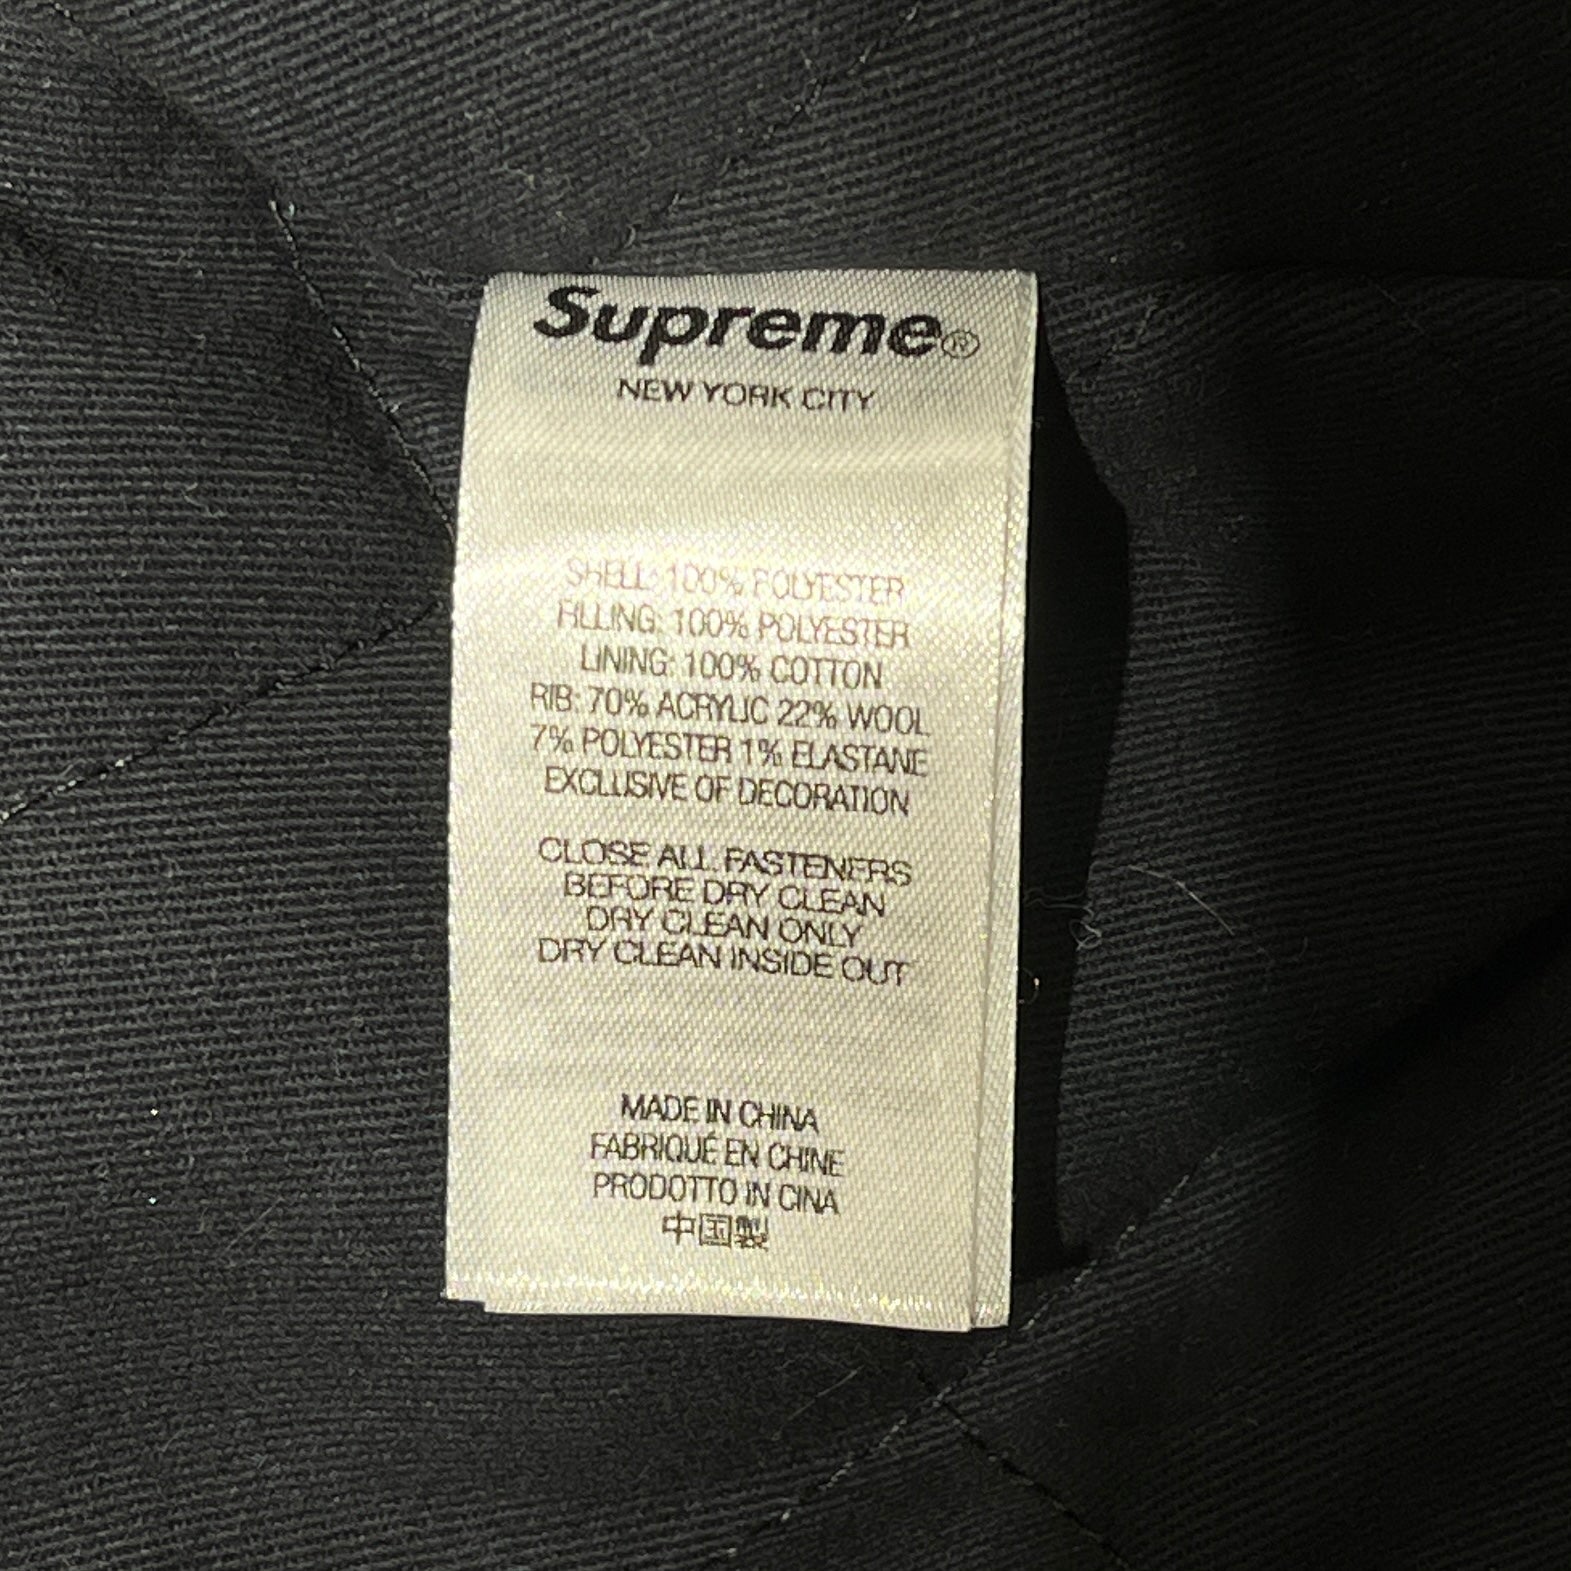 Supreme®
NEW YORK CITY
SHELL: 100% POLYESTER
FILLING: 100% POLYESTER
LINING: 100% COTTON
RIB: 70% ACRYLIC 22% WOOL
7% POLYESTER 1% ELASTANE
EXCLUSIVE OF DECORATION
CLOSE ALL FASTENERS
BEFORE DRY CLEAN
DRY CLEAN ONLY
DRY CLEAN INSIDE OUT
MADE IN CHINA
FABRIQUÉ EN CHINE
PRODOTTO IN CINA
中国製